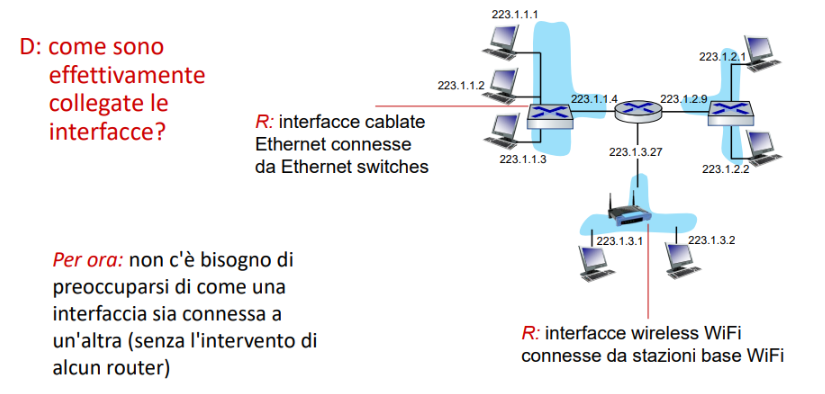 D: come sono
effettivamente
collegate le
interfacce?
R: interfacce cablate
Ethernet connesse
da Ethernet switches
Per ora: non c'è bisogno di
preoccuparsi di come una
interfaccia sia connessa a
un'altra (senza l'intervento di
alcun router)
223.1.1.1
223.1.1.2
223.1.1.3
223.1.1.4
223.1.2.9
223.1.2.1
223.1.2.2
223.1.3.27
223.1.3.1
223.1.3.2
R: interfacce wireless WiFi
connesse da stazioni base WiFi